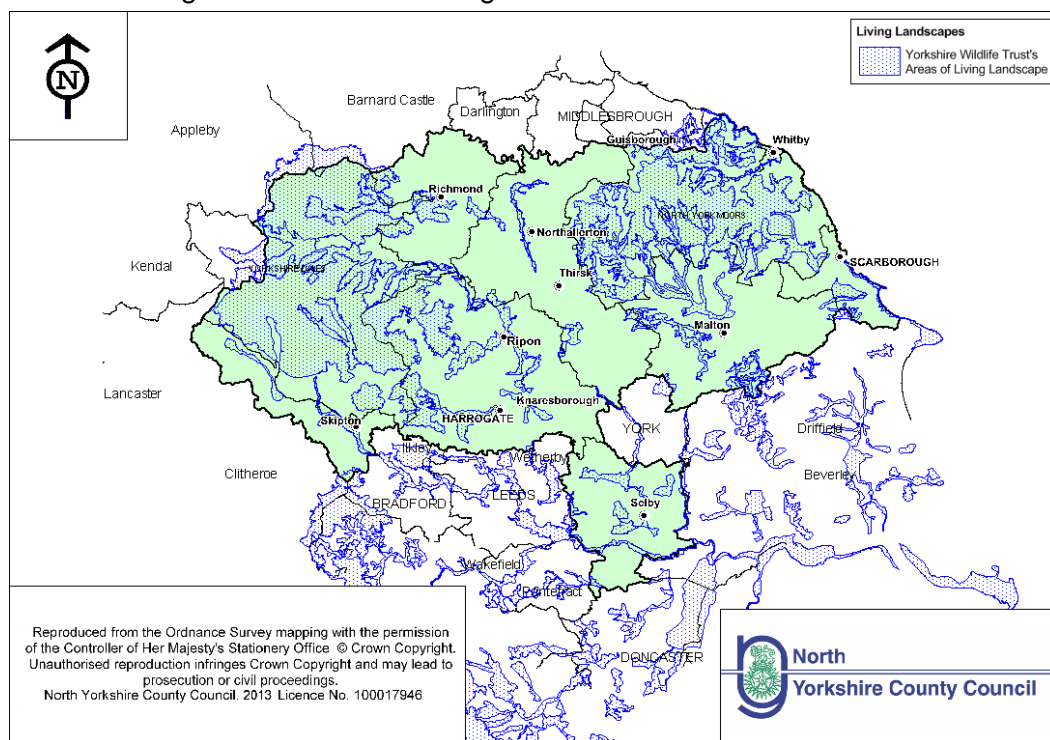 N
Living Landscapes
Yorkshire Wildlife Trust's
Areas of Living Landscape
Barnard Castle
Darlington
MIDDLESBROUGH
Appleby
Guisborough
Whitby
Richmond
NORTH YORK MOORS
Northallerton
SCARBOROUGH
Kendal
YORKSHIRE DALES
Thirsk
Malton
Ripon
Lancaster
Knaresborough
HARROGATE
Skipton
YORK
Driffield
Ilkley
Wetherby
Clitheroe
Beverley
LEEDS
BRADFORD
Selby
Wakefield
Pontefract
DONCASTER
Reproduced from the Ordnance Survey mapping with the permission
of the Controller of Her Majesty's Stationery Office © Crown Copyright.
Unauthorised reproduction infringes Crown Copyright and may lead to
prosecution or civil proceedings.
North Yorkshire County Council. 2013 Licence No. 100017946
North
Yorkshire County Council